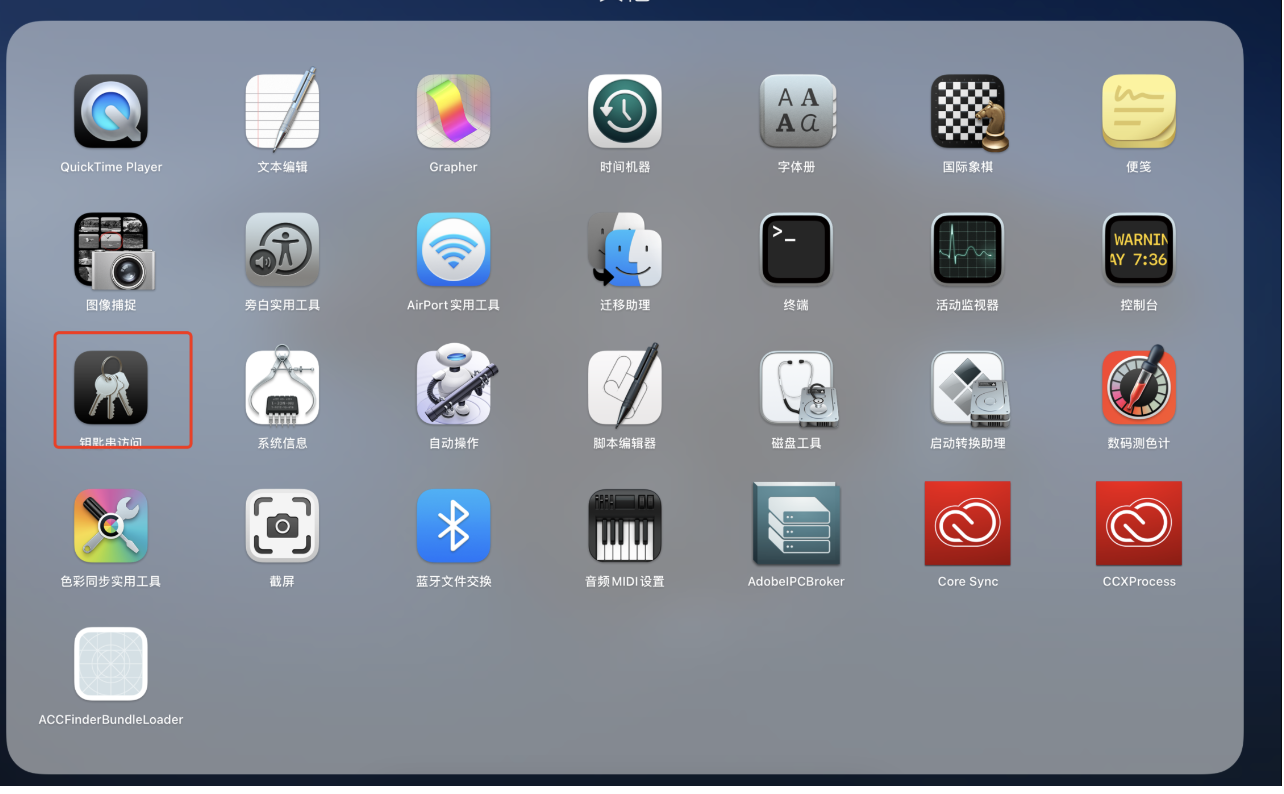 QuickTime Player
文本编辑
Grapher
时间机器
字体册
国际象棋
便笺
图像捕捉
旁白实用工具
AirPort实用工具
迁移助理
终端
活动监视器
WARNIN
AY 7:36
控制台
钥匙串访问
系统信息
自动操作
脚本编辑器
磁盘工具
启动转换助理
数码测色计
色彩同步实用工具
截屏
蓝牙文件交换
音频MIDI设置
AdobeIPCBroker
Core Sync
CCXProcess
ACCFinderBundleLoader